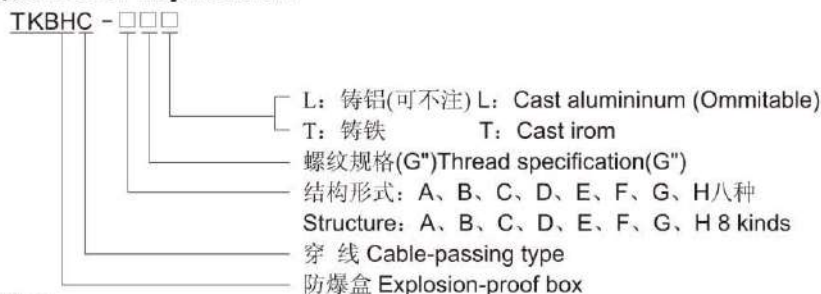 TKBHC - □□□
L：铸铝(可不注) L：Cast alumininum (Ommitable)
T：铸铁 T：Cast irom
螺纹规格(G")Thread specification(G")
结构形式：A、B、C、D、E、F、G、H八种
Structure：A、B、C、D、E、F、G、H 8 kinds
穿 线 Cable-passing type
防爆盒 Explosion-proof box